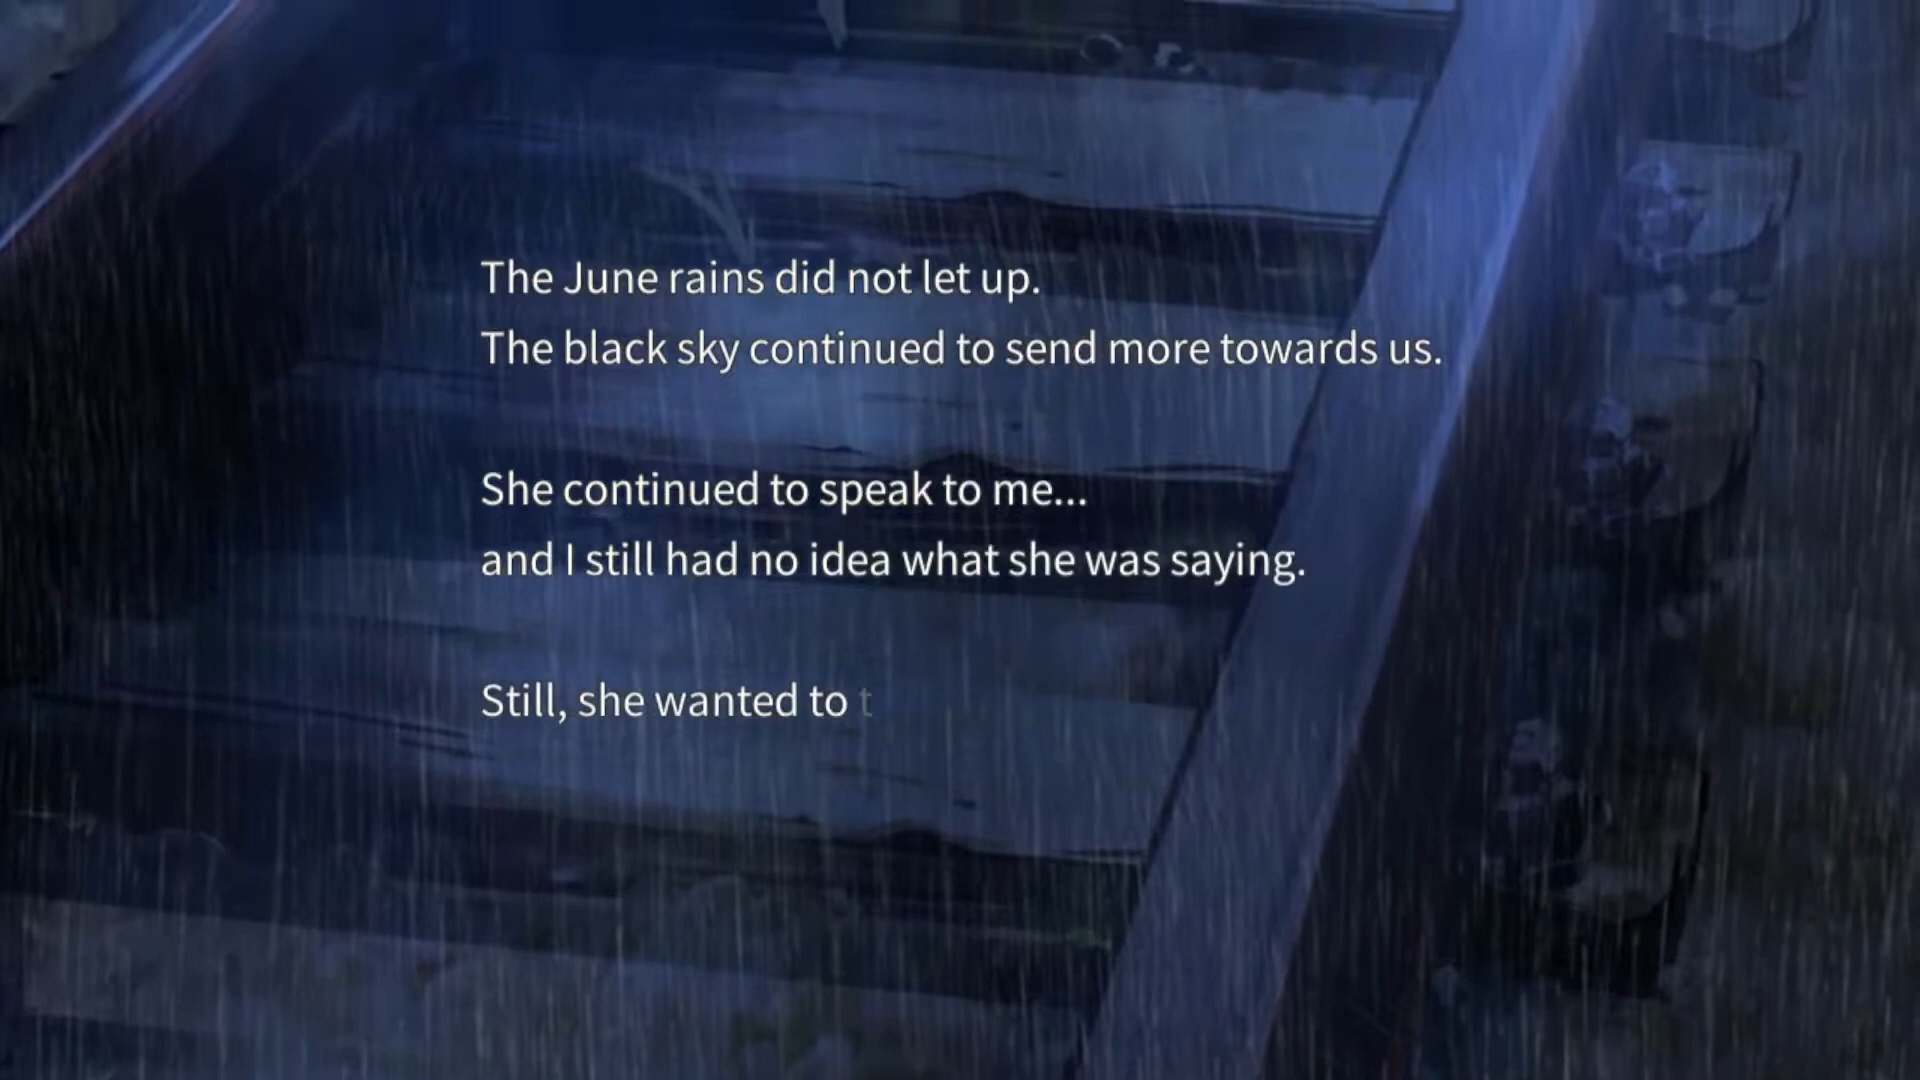 The June rains did not let up.
The black sky continued to send more towards us.
She continued to speak to me...
and I still had no idea what she was saying.
Still, she wanted to t